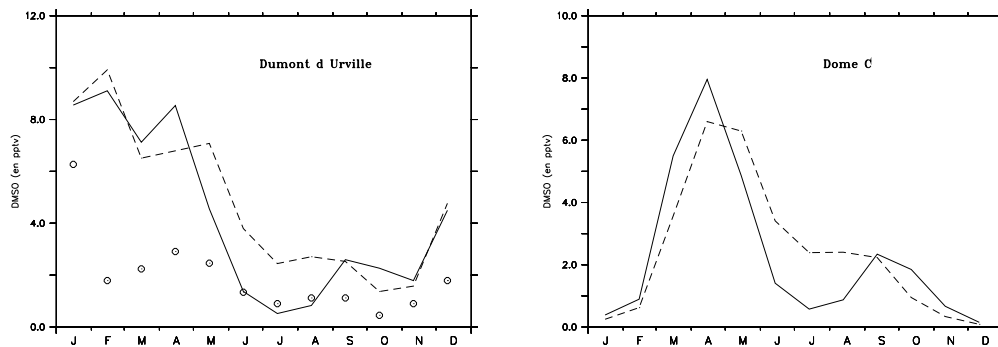 12.0
8.0
4.0
0.0
DMSO (en pptv)
Dumont d Urville
J F M A M J J A S O N D
10.0
8.0
6.0
4.0
2.0
0.0
DMSO (en pptv)
Dome C
J F M A M J J A S O N D